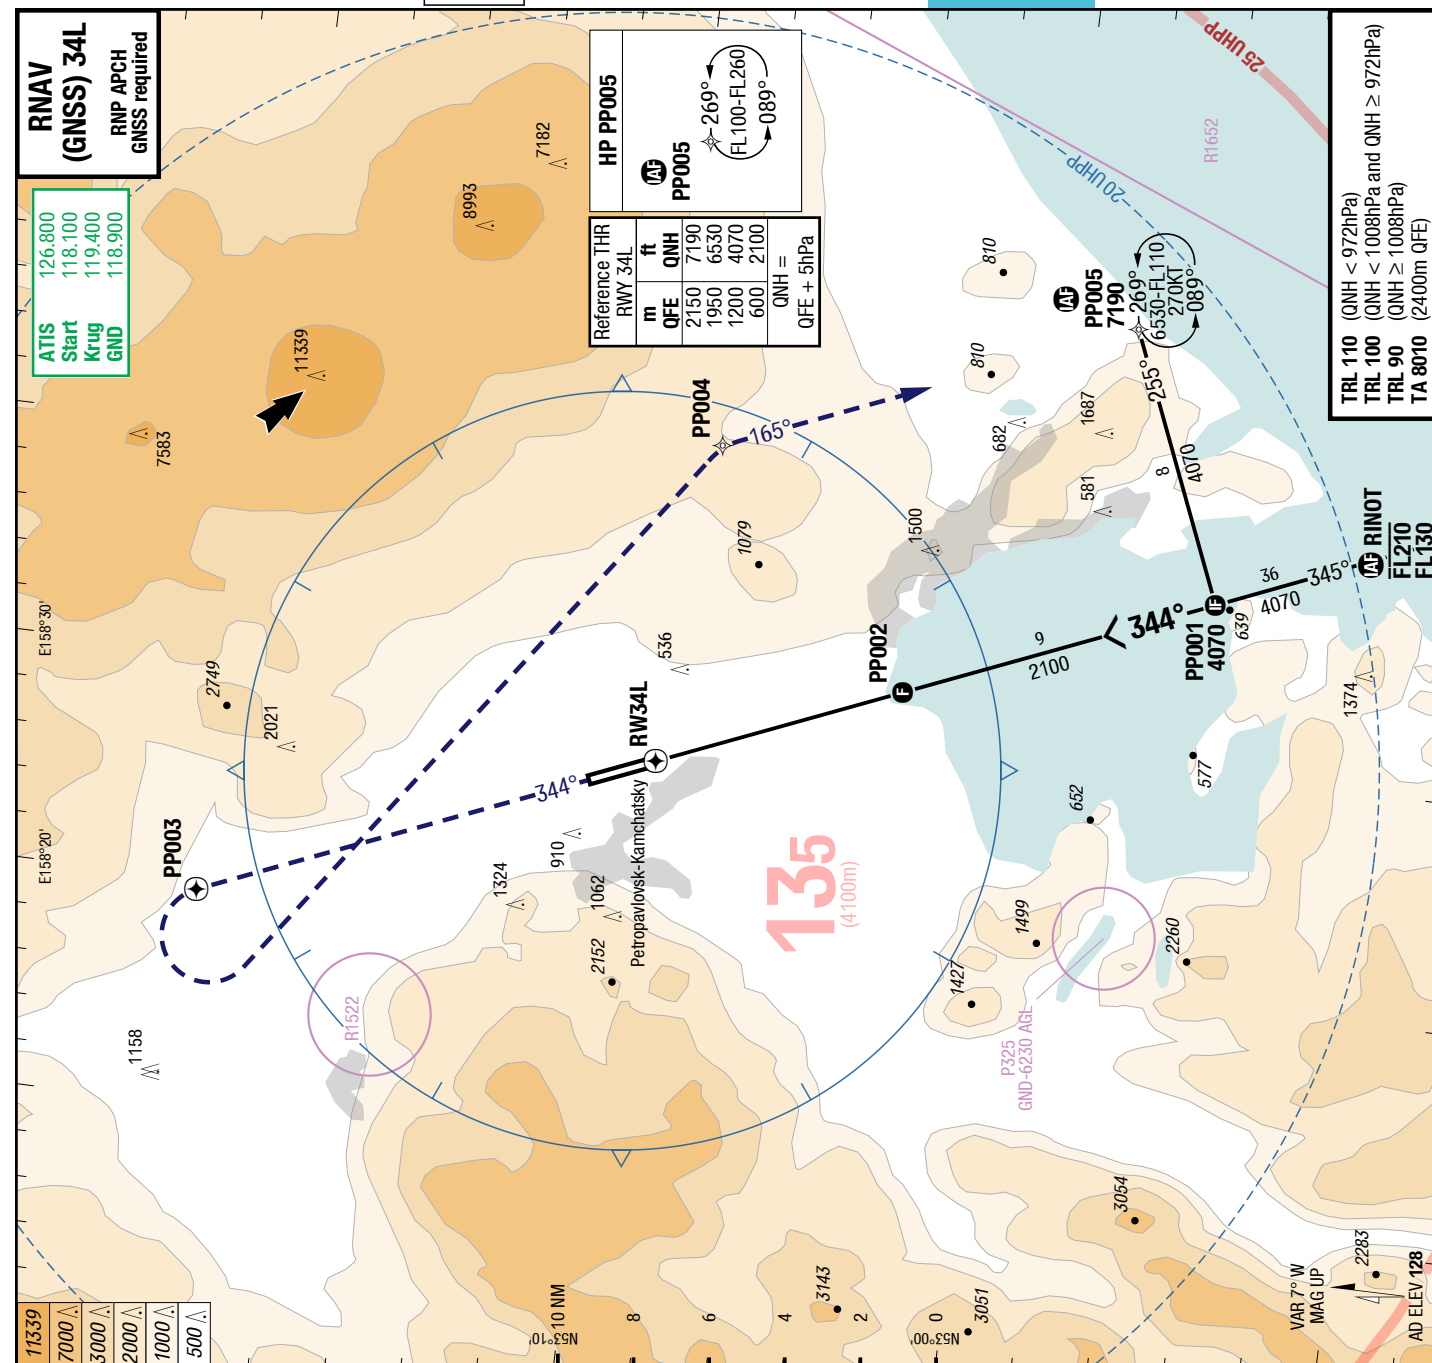 RNAV
(GNSS) 34L
RNP APCH
GNSS required
ATIS 126.800
Start 118.100
Krug 119.400
GND 118.900
HP PP005
IAF
PP005
269°
FL100-FL260
089°
Reference THR
RWY 34L
m ft
QFE QNH
2150 7190
1950 6530
1200 4070
600 2100
QNH =
QFE + 5hPa
25 UHPP
20 UHPP
R1652
7182
8993
11339
7583
E158°30'
E158°20'
2749
2021
PP003
344°
PP004
165°
1079
536
RW34L
Petropavlovsk-Kamchatsky
910
1324
1062
2152
R1522
1158
810
810
IAF
PP005
7190
269°
6530-FL110
270KT
089°
255°
8
4070
682
1687
581
1500
PP002
F
9
2100
344°
PP001
4070
IF
639
36
4070
345°
IAF RINOT
FL210
FL130
1374
577
652
135
(4100m)
1499
1427
2260
P325
GND-6230 AGL
3054
2283
3143
3051
N53°10'
N53°00'
10 NM
8
6
4
2
0
VAR 7° W
MAG UP
AD ELEV 128
11339
7000
3000
2000
1000
500
TRL 110 (QNH < 972hPa)
TRL 100 (QNH < 1008hPa and QNH ≥ 972hPa)
TRL 90 (QNH ≥ 1008hPa)
TA 8010 (2400m QFE)